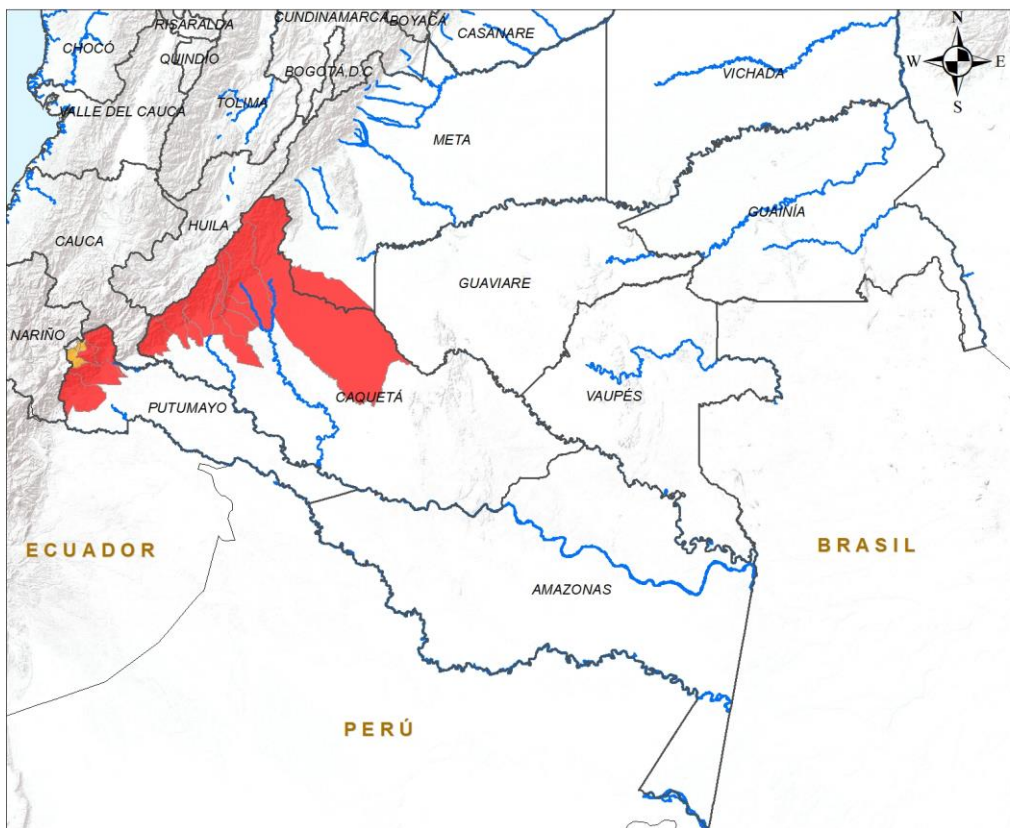 CUNDINAMARCA
BOYACÁ
RISARALDA
CASANARE
N
CHOCÓ
QUINDÍO
BOGOTÁ,D.C
W
E
VICHADA
S
TOLIMA
VALLE DEL CAUCA
META
HUILA
GUAINÍA
CAUCA
GUAVIARE
NARIÑO
CAQUETÁ
VAUPÉS
PUTUMAYO
ECUADOR
BRASIL
AMAZONAS
PERÚ